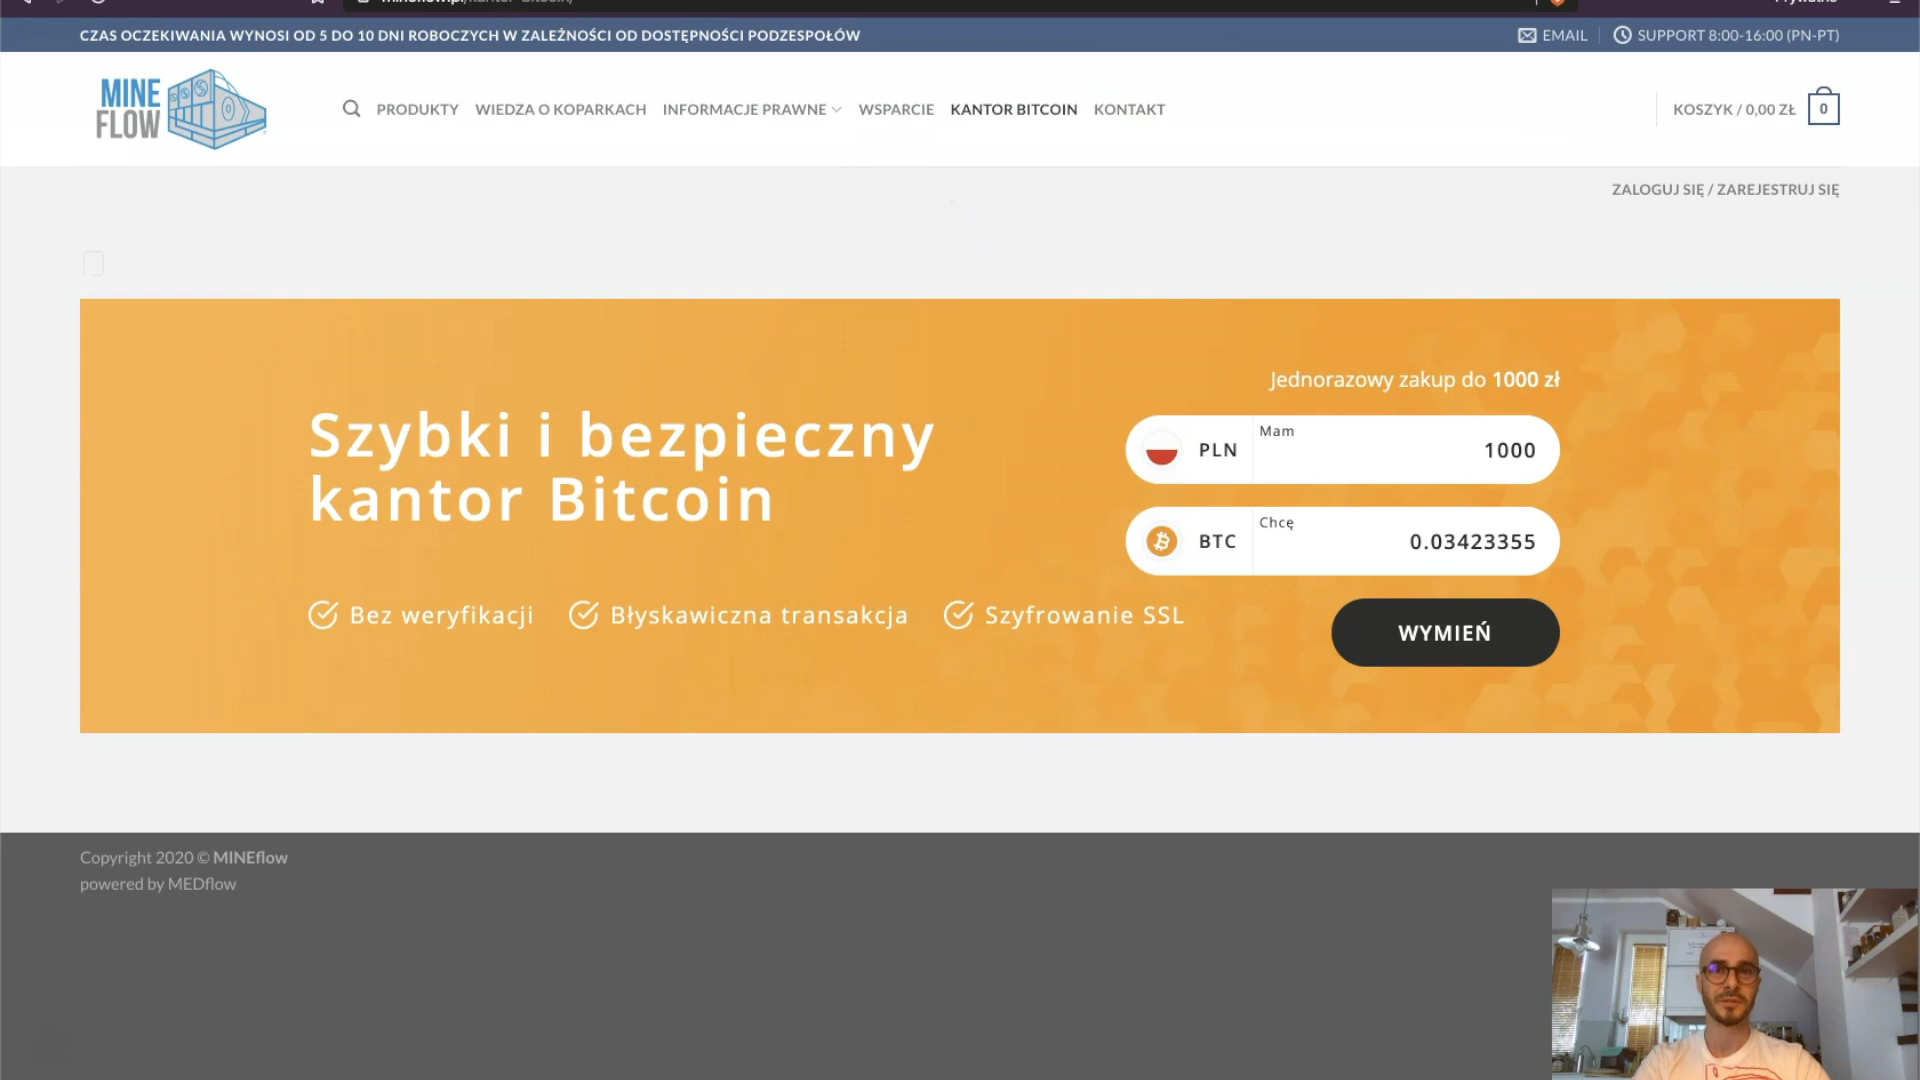 CZAS OCZEKIWANIA WYNOSI OD 5 DO 10 DNI ROBOCZYCH W ZALEŻNOŚCI OD DOSTĘPNOŚCI PODZESPOŁÓW
EMAIL
SUPPORT 8:00-16:00 (PN-PT)
MINE
FLOW
PRODUKTY
WIEDZA O KOPARKACH
INFORMACJE PRAWNE
WSPARCIE
KANTOR BITCOIN
KONTAKT
KOSZYK / 0,00 ZŁ
0
ZALOGUJ SIĘ / ZAREJESTRUJ SIĘ
Jednorazowy zakup do 1000 zł
Szybki i bezpieczny
kantor Bitcoin
PLN
Mam
1000
BTC
Chcę
0.03423355
Bez weryfikacji
Błyskawiczna transakcja
Szyfrowanie SSL
WYMIEŃ
Copyright 2020 © MINEflow
powered by MEDflow